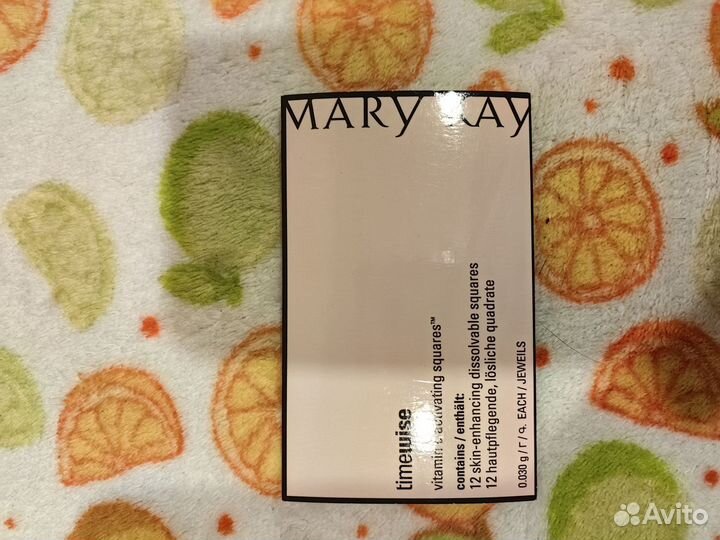 MARY KAY
timewise
vitamin c activating squares™
contains / enthält:
12 skin-enhancing dissolvable squares
12 hautpflegende, lösliche quadrate
0.030 g / г / գ. EACH / JEWEILS
Avito